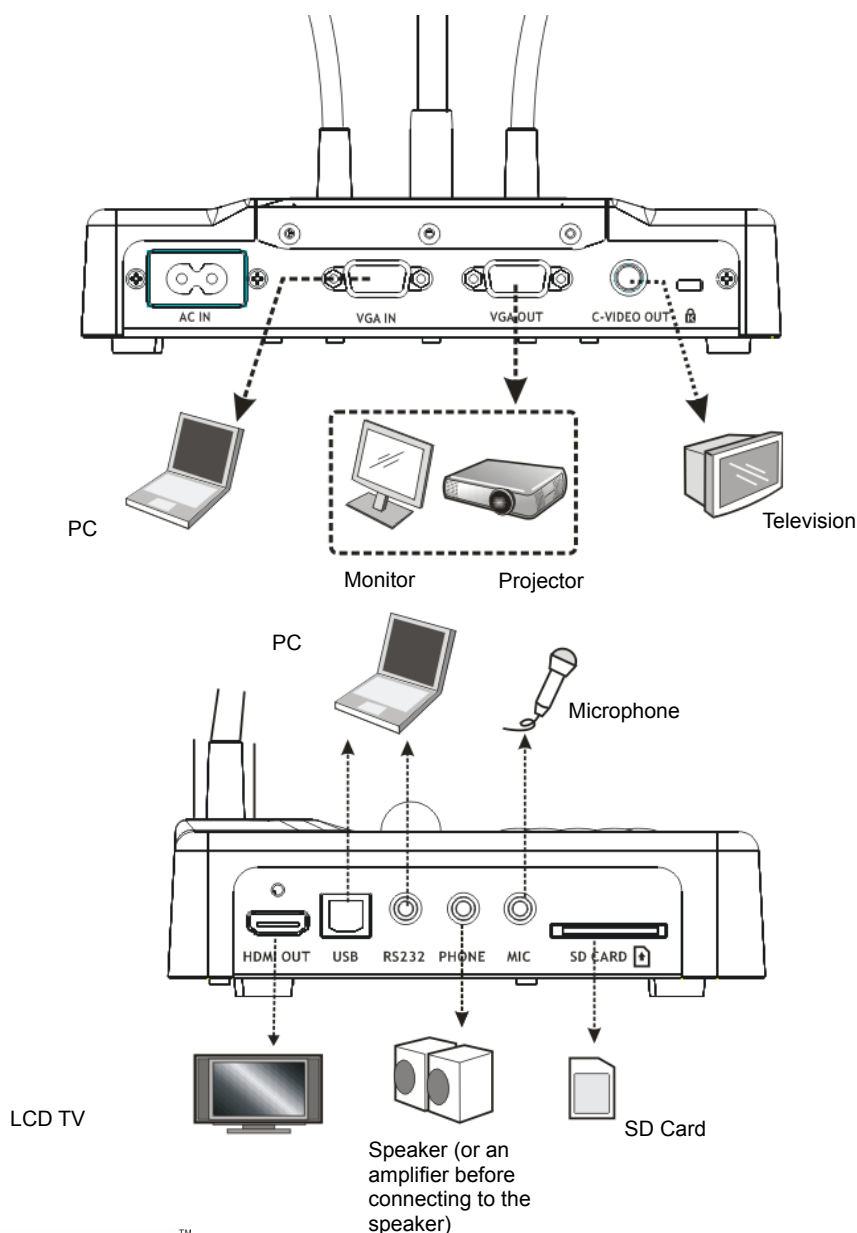 AC IN
VGA IN
VGA OUT
C-VIDEO OUT
K
PC
Monitor
Projector
Television
PC
Microphone
HDMI OUT
USB
RS232
PHONE
MIC
SD CARD
LCD TV
Speaker (or an
amplifier before
connecting to the
speaker)
SD Card
TM